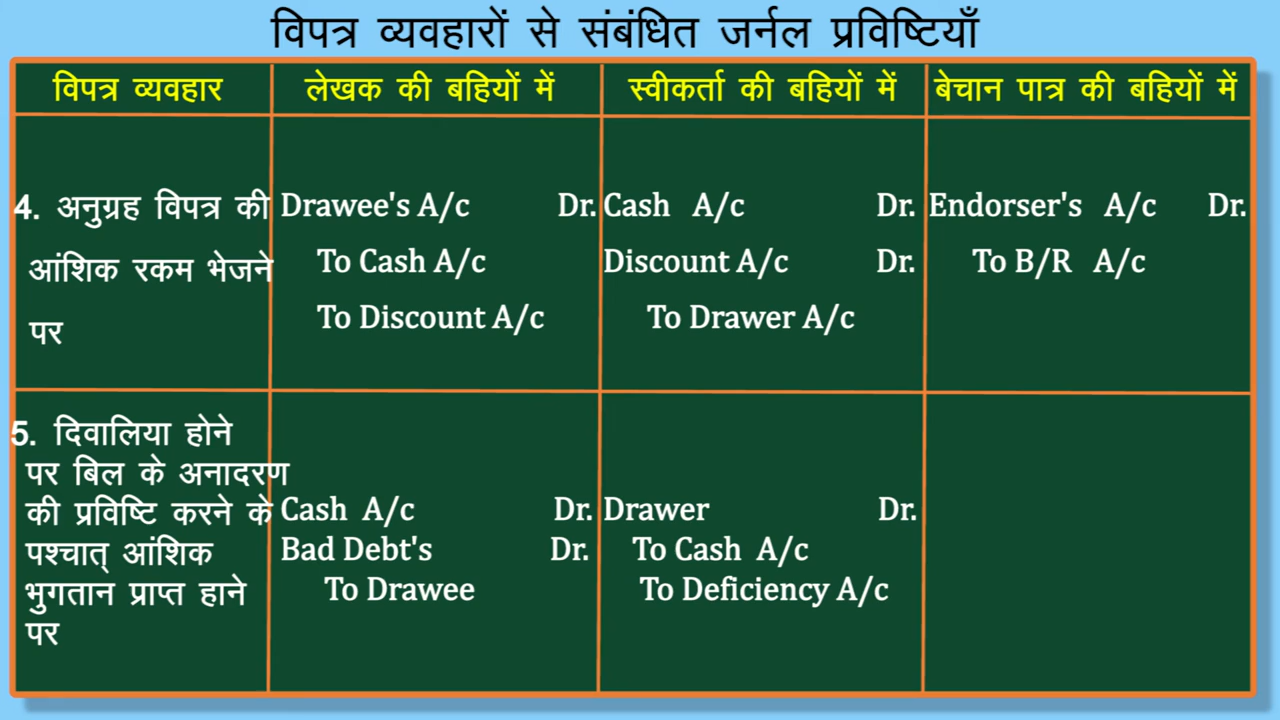 विपत्र व्यवहारों से संबंधित जर्नल प्रविष्टियाँ
विपत्र व्यवहार
लेखक की बहियों में
स्वीकर्ता की बहियों में
बेचान पात्र की बहियों में
4. अनुग्रह विपत्र की
आंशिक रकम भेजने
पर
Drawee's A/c Dr.
To Cash A/c
To Discount A/c
Cash A/c Dr.
Discount A/c Dr.
To Drawer A/c
Endorser's A/c Dr.
To B/R A/c
5. दिवालिया होने
पर बिल के अनादरण
की प्रविष्टि करने के
पश्चात् आंशिक
भुगतान प्राप्त हाने
पर
Cash A/c Dr.
Bad Debt's Dr.
To Drawee
Drawer Dr.
To Cash A/c
To Deficiency A/c